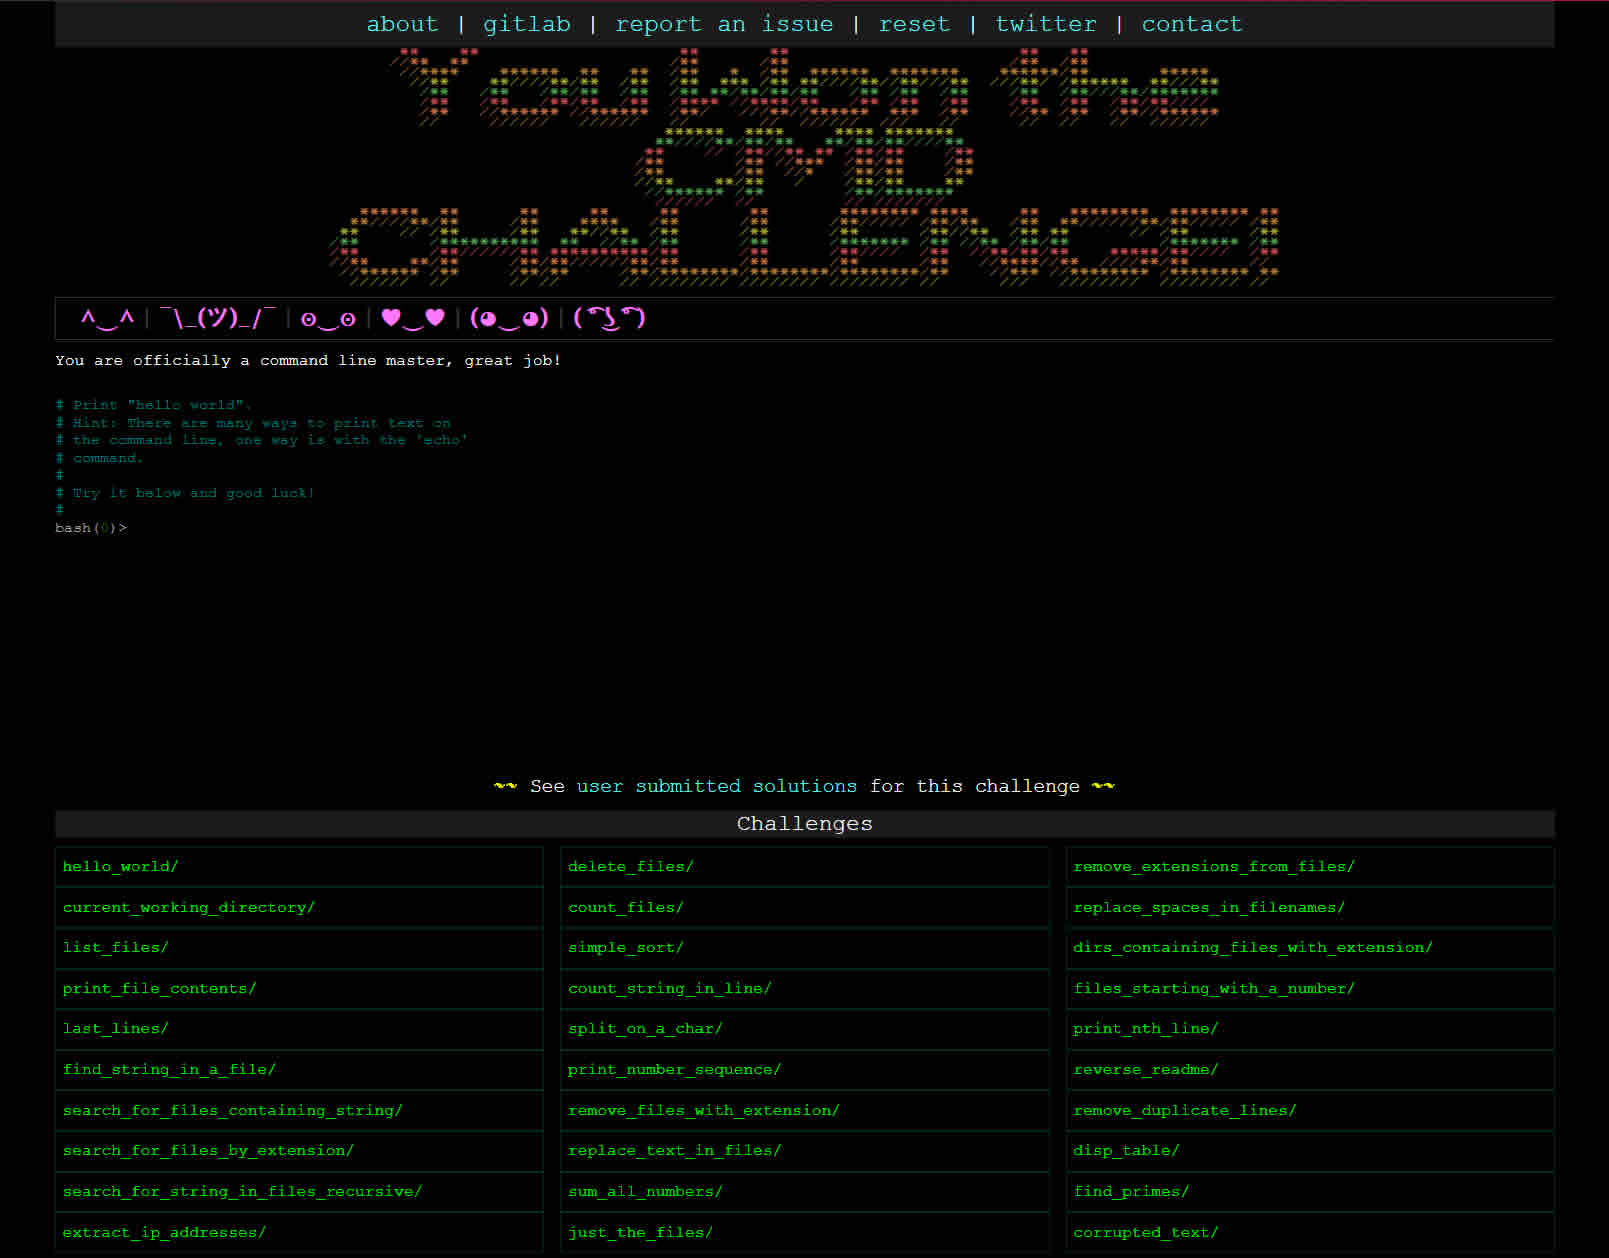 about | gitlab | report an issue | reset | twitter | contact
You Won the
CMD
CHALLENGE!
^‿^ | ¯\_(ツ)_/¯ | ʘ‿ʘ | ♥‿♥ | (◕‿◕) | ( ͡° ͜ʖ ͡°)
You are officially a command line master, great job!
# Print "hello world".
# Hint: There are many ways to print text on
# the command line, one way is with the 'echo'
# command.
#
# Try it below and good luck!
#
bash(0)>
~~ See user submitted solutions for this challenge ~~
Challenges
hello_world/ delete_files/ remove_extensions_from_files/
current_working_directory/ count_files/ replace_spaces_in_filenames/
list_files/ simple_sort/ dirs_containing_files_with_extension/
print_file_contents/ count_string_in_line/ files_starting_with_a_number/
last_lines/ split_on_a_char/ print_nth_line/
find_string_in_a_file/ print_number_sequence/ reverse_readme/
search_for_files_containing_string/ remove_files_with_extension/ remove_duplicate_lines/
search_for_files_by_extension/ replace_text_in_files/ disp_table/
search_for_string_in_files_recursive/ sum_all_numbers/ find_primes/
extract_ip_addresses/ just_the_files/ corrupted_text/